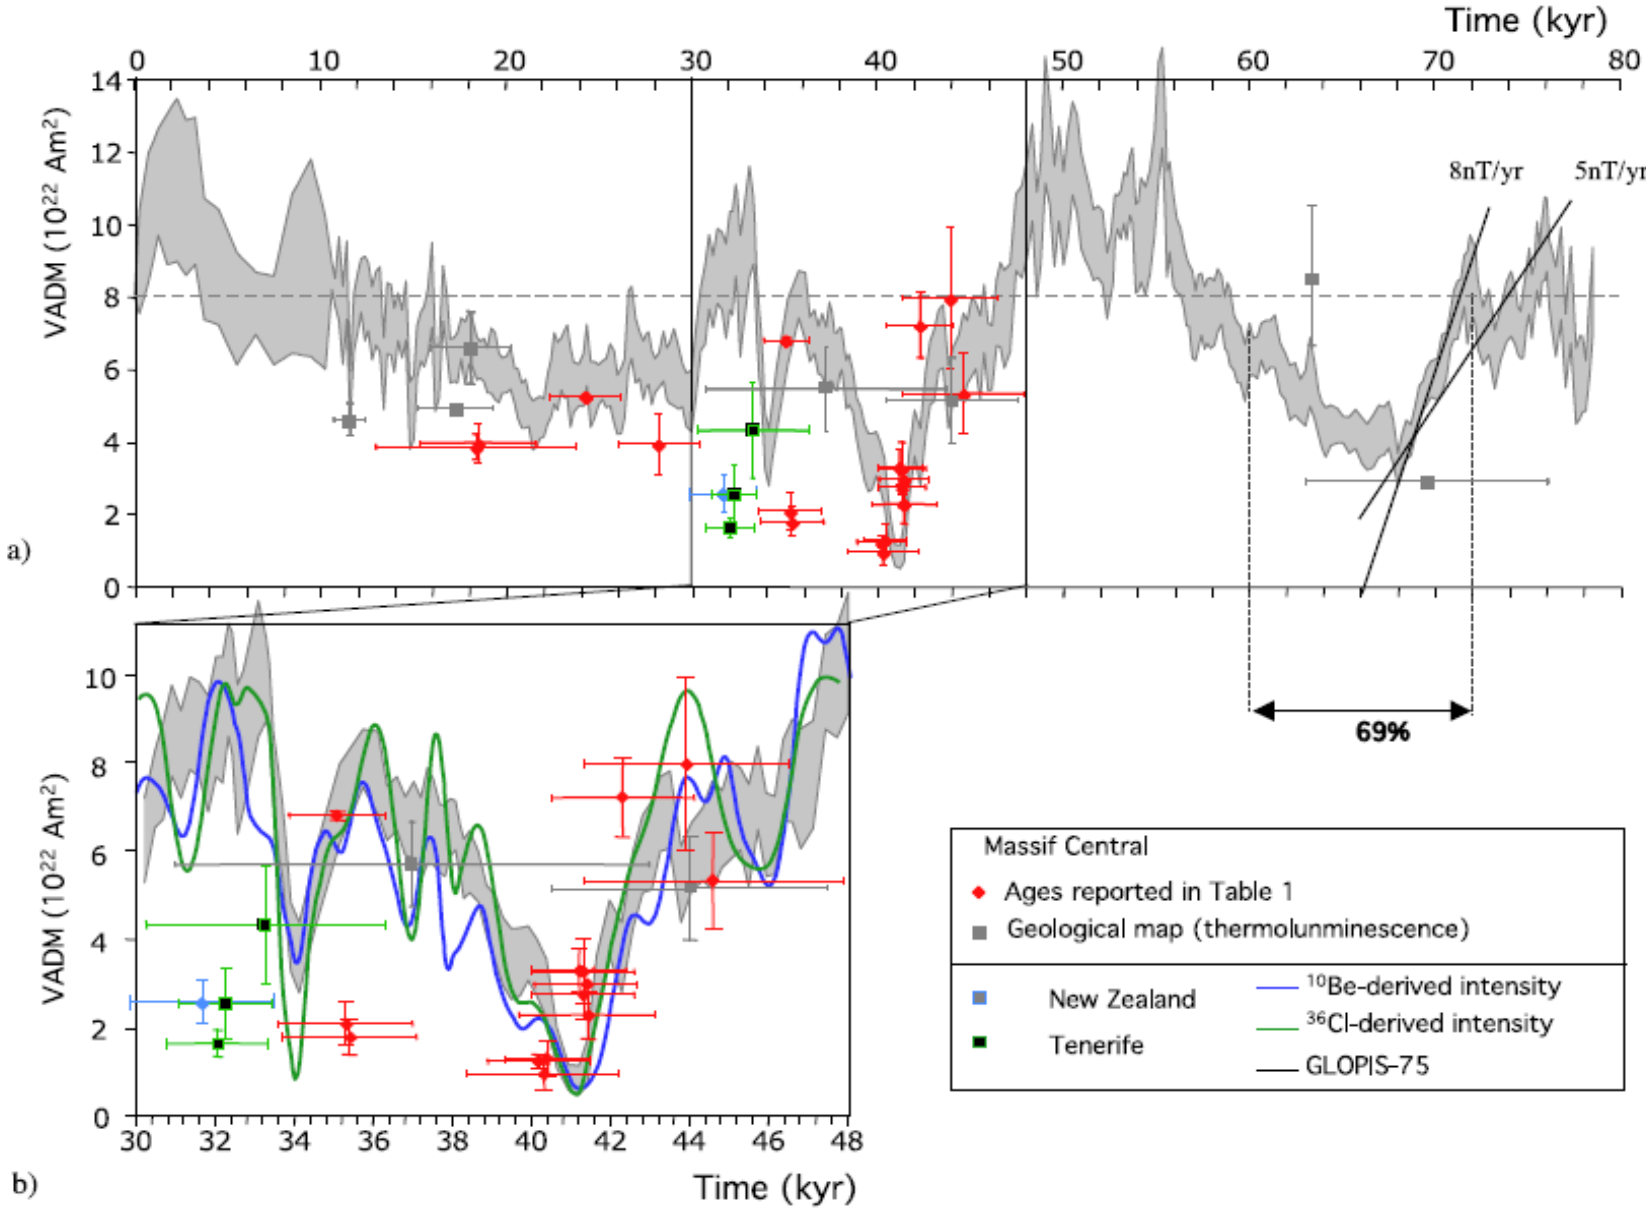 Time (kyr)
0 10 20 30 40 50 60 70 80
14
12
10
8
6
4
2
0
VADM (10²² Am²)
8nT/yr
5nT/yr
a)
69%
10
8
6
4
2
0
VADM (10²² Am²)
30 32 34 36 38 40 42 44 46 48
Time (kyr)
b)
Massif Central
Ages reported in Table 1
Geological map (thermolunminescence)
New Zealand
Tenerife
¹⁰Be-derived intensity
³⁶Cl-derived intensity
GLOPIS-75